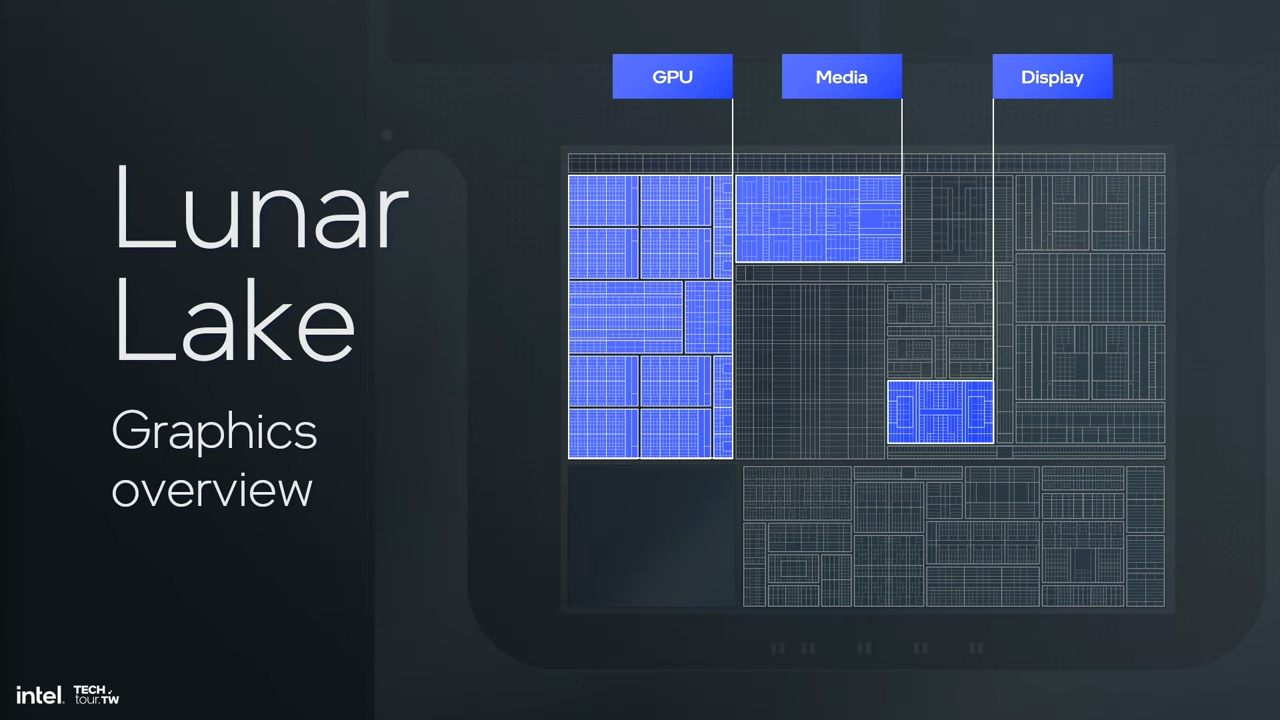 GPU
Media
Display
Lunar
Lake
Graphics
overview
intel.
TECH
tour.TW